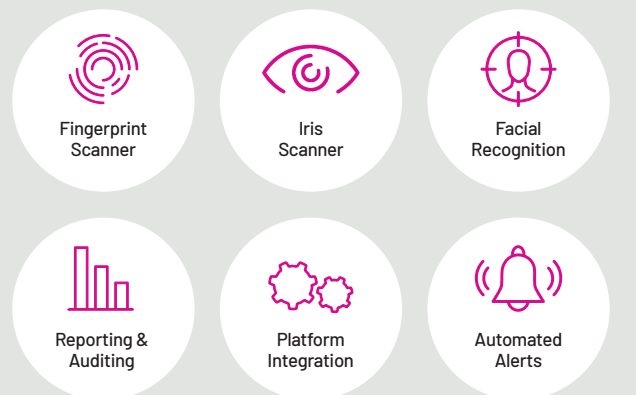 Fingerprint
Scanner
Iris
Scanner
Facial
Recognition
Reporting &
Auditing
Platform
Integration
Automated
Alerts